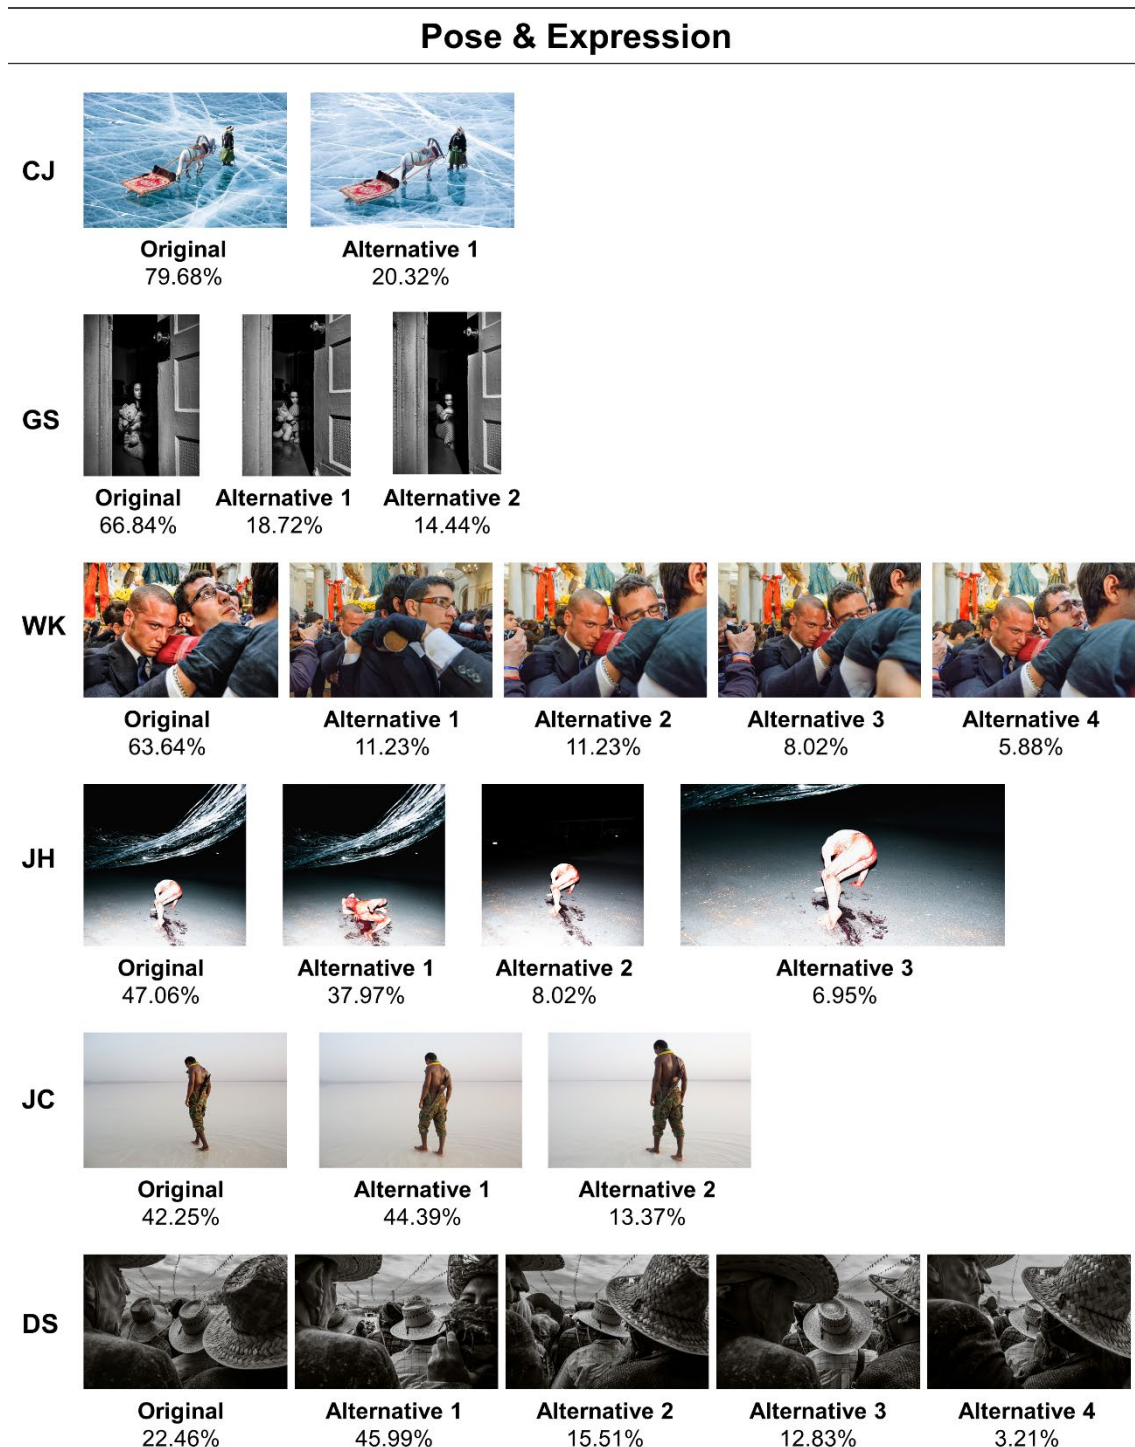 Pose & Expression
CJ
Original Alternative 1
79.68% 20.32%
GS
Original Alternative 1 Alternative 2
66.84% 18.72% 14.44%
WK
Original Alternative 1 Alternative 2 Alternative 3 Alternative 4
63.64% 11.23% 11.23% 8.02% 5.88%
JH
Original Alternative 1 Alternative 2 Alternative 3
47.06% 37.97% 8.02% 6.95%
JC
Original Alternative 1 Alternative 2
42.25% 44.39% 13.37%
DS
Original Alternative 1 Alternative 2 Alternative 3 Alternative 4
22.46% 45.99% 15.51% 12.83% 3.21%